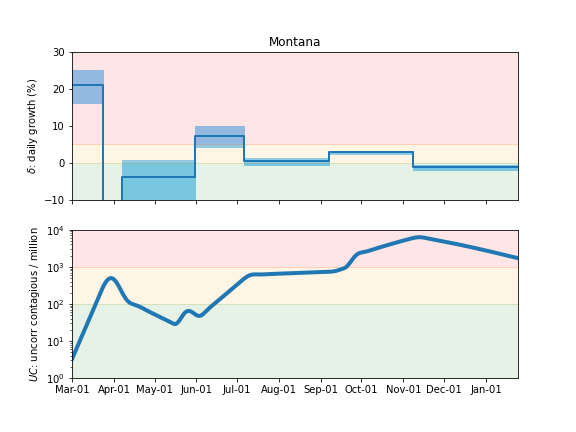 Montana
δ: daily growth (%)
30
20
10
0
−10
UC: uncorr contagious / million
10⁴
10³
10²
10¹
10⁰
Mar-01 Apr-01 May-01 Jun-01 Jul-01 Aug-01 Sep-01 Oct-01 Nov-01 Dec-01 Jan-01